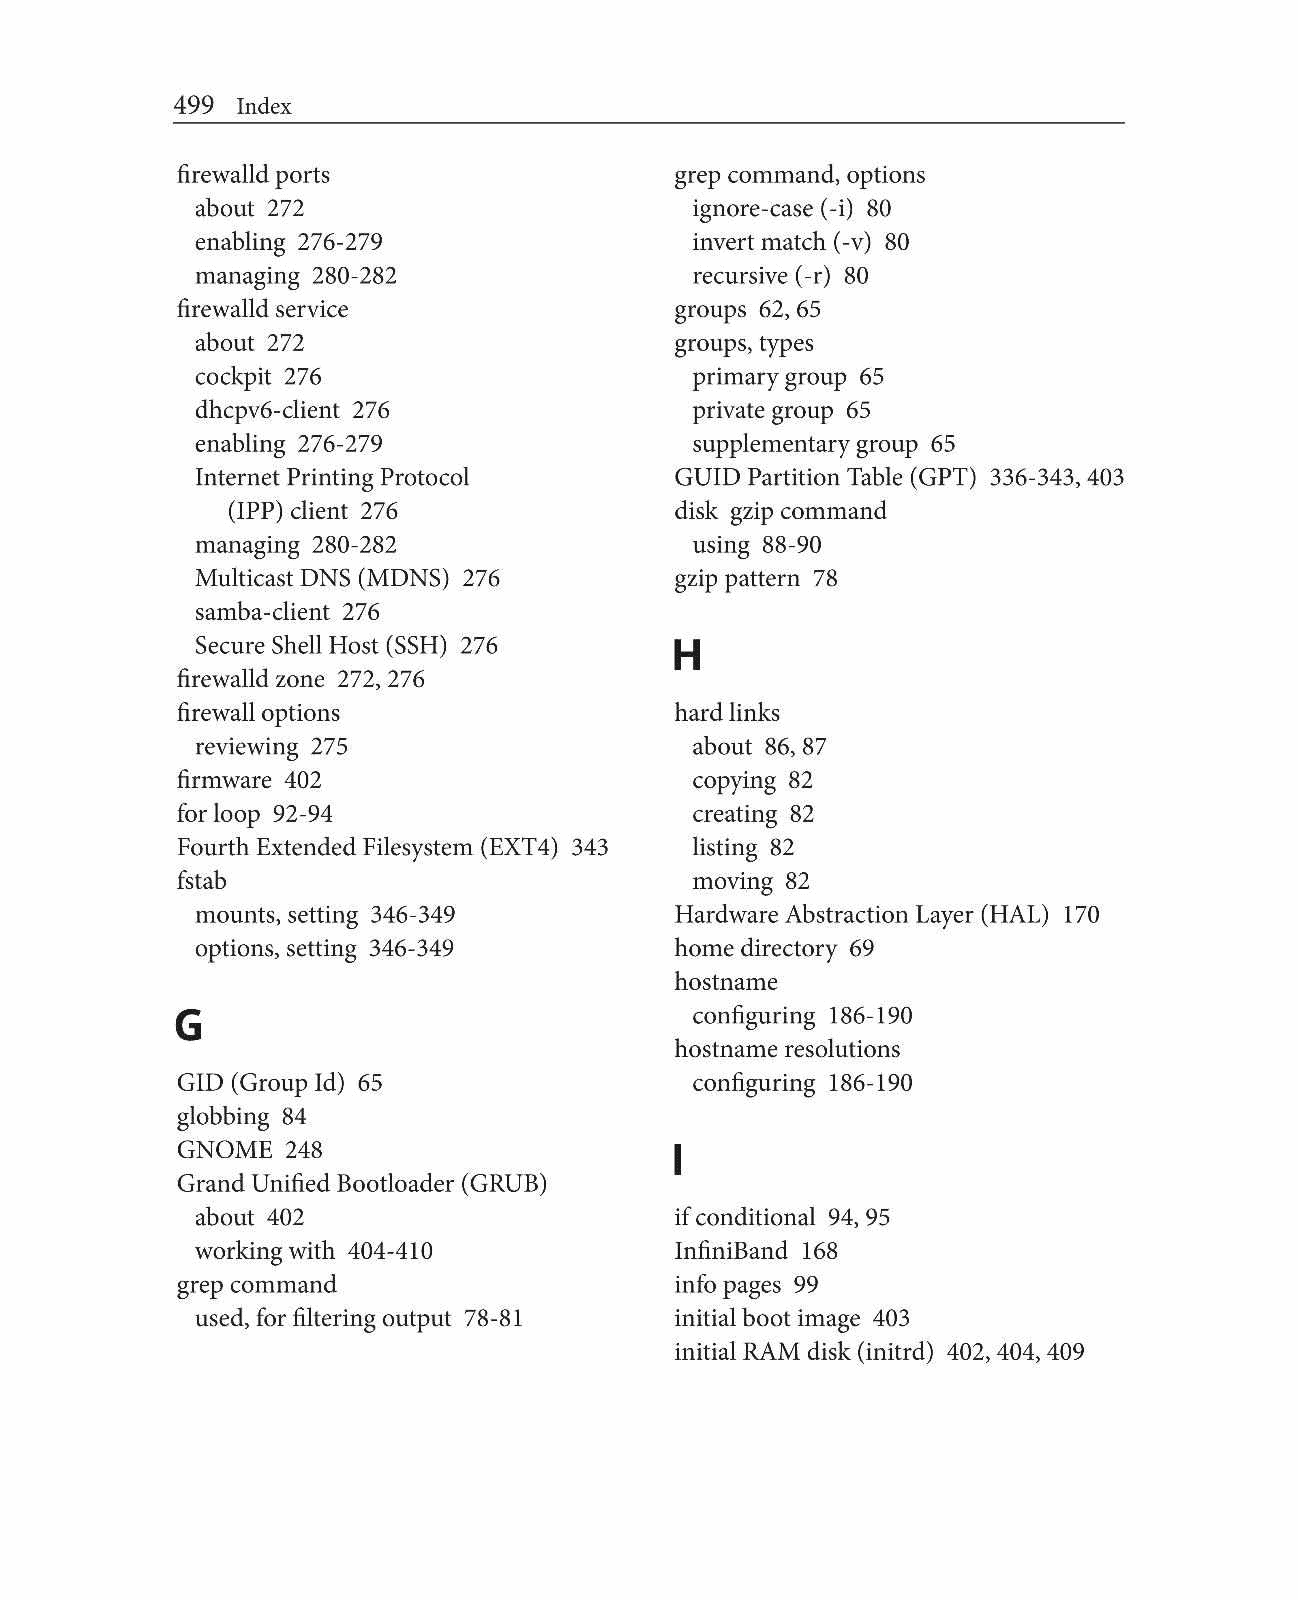 499 Index
firewalld ports
about 272
enabling 276-279
managing 280-282
firewalld service
about 272
cockpit 276
dhcpv6-client 276
enabling 276-279
Internet Printing Protocol
(IPP) client 276
managing 280-282
Multicast DNS (MDNS) 276
samba-client 276
Secure Shell Host (SSH) 276
firewalld zone 272, 276
firewall options
reviewing 275
firmware 402
for loop 92-94
Fourth Extended Filesystem (EXT4) 343
fstab
mounts, setting 346-349
options, setting 346-349
G
GID (Group Id) 65
globbing 84
GNOME 248
Grand Unified Bootloader (GRUB)
about 402
working with 404-410
grep command
used, for filtering output 78-81
grep command, options
ignore-case (-i) 80
invert match (-v) 80
recursive (-r) 80
groups 62, 65
groups, types
primary group 65
private group 65
supplementary group 65
GUID Partition Table (GPT) 336-343, 403
disk gzip command
using 88-90
gzip pattern 78
H
hard links
about 86, 87
copying 82
creating 82
listing 82
moving 82
Hardware Abstraction Layer (HAL) 170
home directory 69
hostname
configuring 186-190
hostname resolutions
configuring 186-190
I
if conditional 94, 95
InfiniBand 168
info pages 99
initial boot image 403
initial RAM disk (initrd) 402, 404, 409